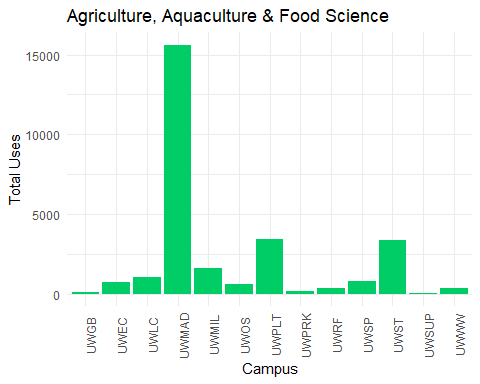 Agriculture, Aquaculture & Food Science
Total Uses
15000
10000
5000
0
UWGB
UWEC
UWLC
UWMAD
UWMIL
UWOS
UWPLT
UWPRK
UWRF
UWSP
UWST
UWSUP
UWWW
Campus